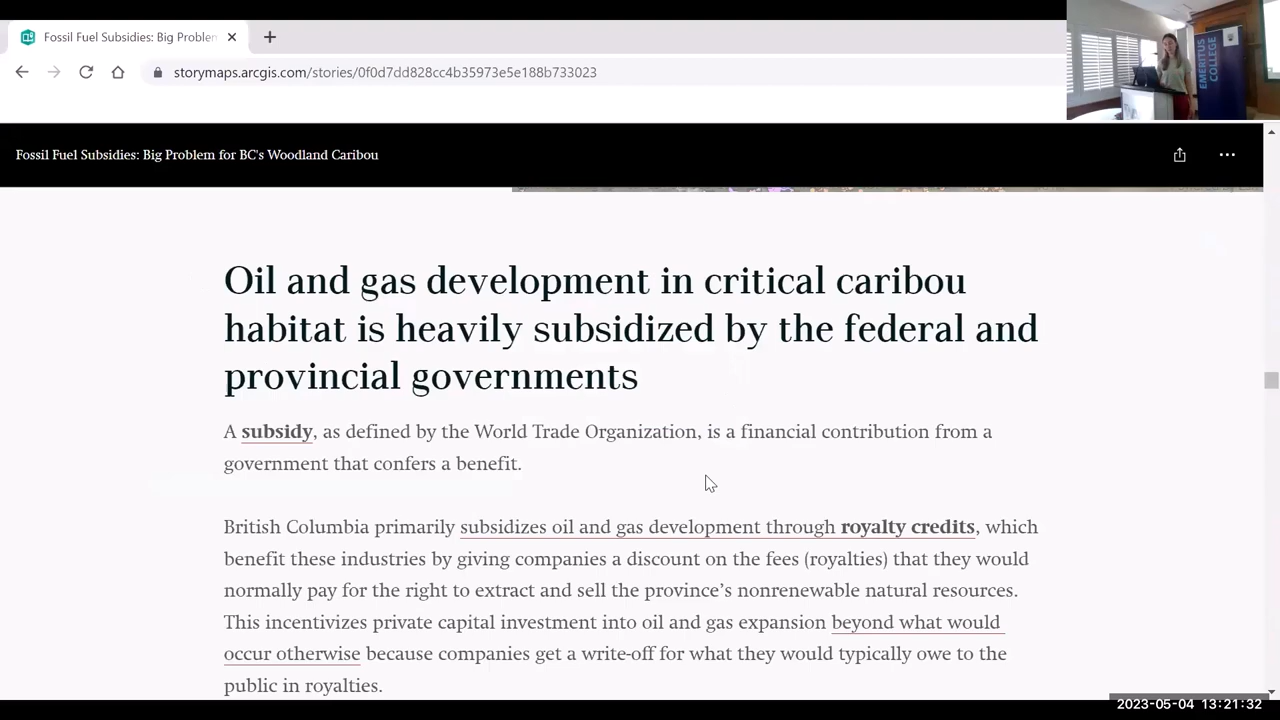 Fossil Fuel Subsidies: Big Problem
storymaps.arcgis.com/stories/
EMERITUS
COLLEGE
Fossil Fuel Subsidies: Big Problem for BC's Woodland Caribou
Oil and gas development in critical caribou
habitat is heavily subsidized by the federal and
provincial governments
A subsidy, as defined by the World Trade Organization, is a financial contribution from a
government that confers a benefit.
British Columbia primarily subsidizes oil and gas development through royalty credits, which
benefit these industries by giving companies a discount on the fees (royalties) that they would
normally pay for the right to extract and sell the province’s nonrenewable natural resources.
This incentivizes private capital investment into oil and gas expansion beyond what would
occur otherwise because companies get a write-off for what they would typically owe to the
public in royalties.
2023-05-04 13:21:32